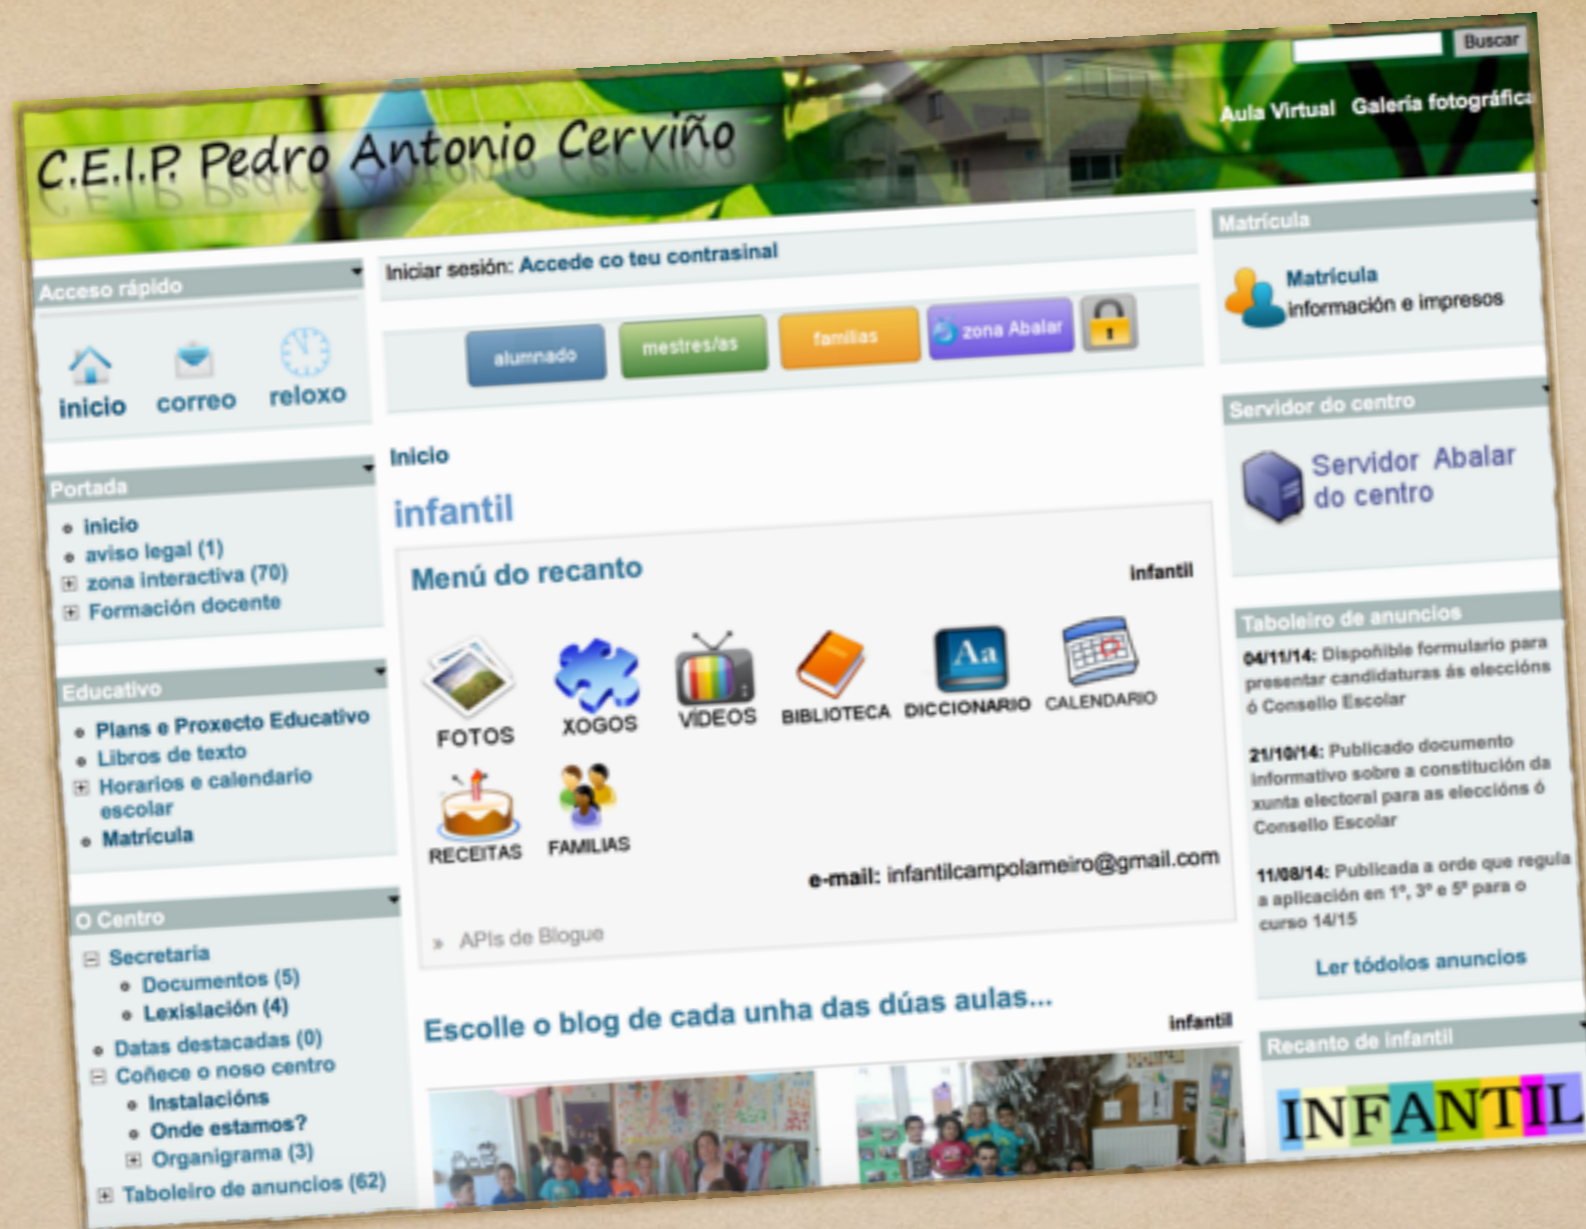 Buscar
Aula Virtual Galería fotográfica
C.E.I.P. Pedro Antonio Cerviño
Acceso rápido
inicio correo reloxo
Portada
inicio
aviso legal (1)
zona interactiva (70)
Formación docente
Educativo
Plans e Proxecto Educativo
Libros de texto
Horarios e calendario
escolar
Matrícula
O Centro
Secretaria
Documentos (5)
Lexislación (4)
Datas destacadas (0)
Coñece o noso centro
Instalacións
Onde estamos?
Organigrama (3)
Taboleiro de anuncios (62)
Iniciar sesión: Accede co teu contrasinal
alumnado mestres/as familias zona Abalar
Inicio
infantil
Menú do recanto
infantil
FOTOS XOGOS VÍDEOS BIBLIOTECA DICCIONARIO CALENDARIO
RECEITAS FAMILIAS
e-mail: infantilcampolameiro@gmail.com
» APIs de Blogue
Escolle o blog de cada unha das dúas aulas...
infantil
Matrícula
Matrícula
información e impresos
Servidor do centro
Servidor Abalar
do centro
Taboleiro de anuncios
04/11/14: Dispoñible formulario para
presentar candidaturas ás eleccións
ó Consello Escolar
21/10/14: Publicado documento
informativo sobre a constitución da
xunta electoral para as eleccións ó
Consello Escolar
11/08/14: Publicada a orde que regula
a aplicación en 1º, 3º e 5º para o
curso 14/15
Ler tódolos anuncios
Recanto de infantil
INFANTIL